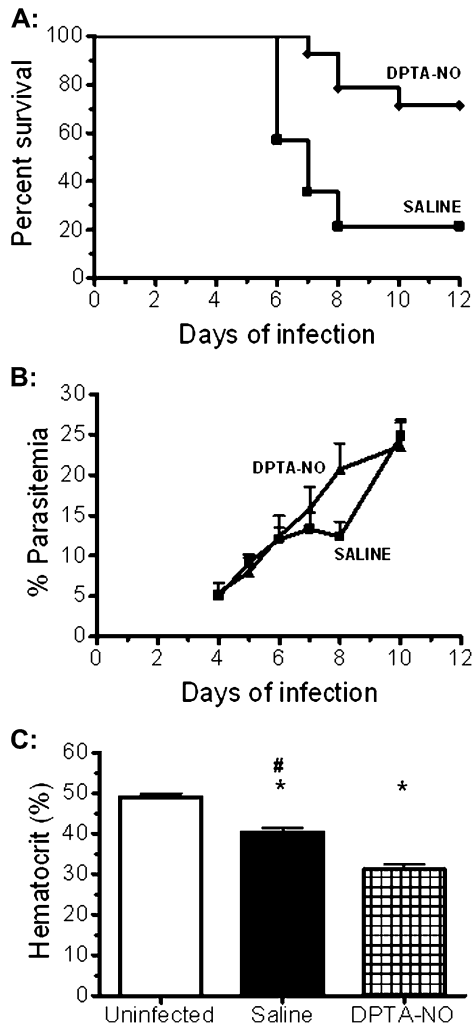 A:
100
80
60
40
20
0
Percent survival
DPTA-NO
SALINE
0 2 4 6 8 10 12
Days of infection
B:
30
25
20
15
10
5
0
% Parasitemia
DPTA-NO
SALINE
0 2 4 6 8 10 12
Days of infection
C:
60
50
40
30
20
10
0
Hematocrit (%)
#
* *
Uninfected Saline DPTA-NO